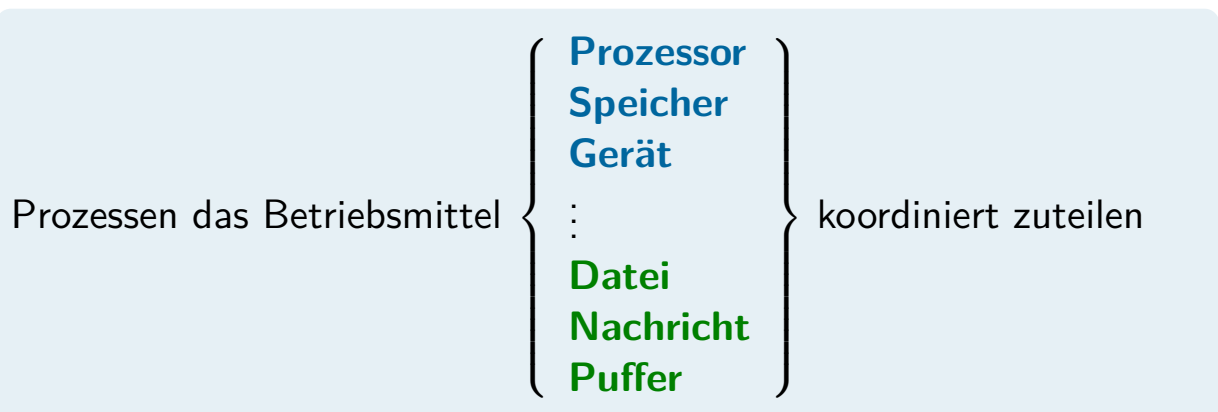 Prozessor
Speicher
Gerät
Prozessen das Betriebsmittel ⋮ koordiniert zuteilen
Datei
Nachricht
Puffer